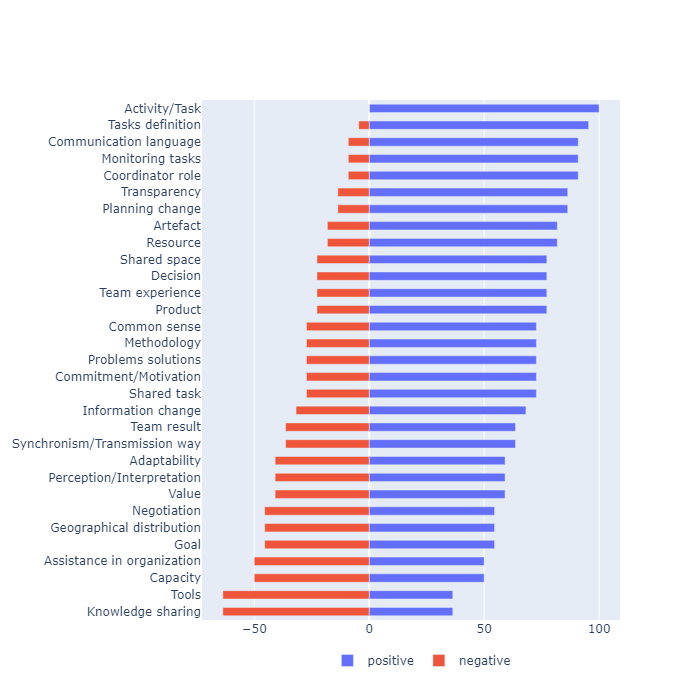 Activity/Task
Tasks definition
Communication language
Monitoring tasks
Coordinator role
Transparency
Planning change
Artefact
Resource
Shared space
Decision
Team experience
Product
Common sense
Methodology
Problems solutions
Commitment/Motivation
Shared task
Information change
Team result
Synchronism/Transmission way
Adaptability
Perception/Interpretation
Value
Negotiation
Geographical distribution
Goal
Assistance in organization
Capacity
Tools
Knowledge sharing
−50 0 50 100
positive negative